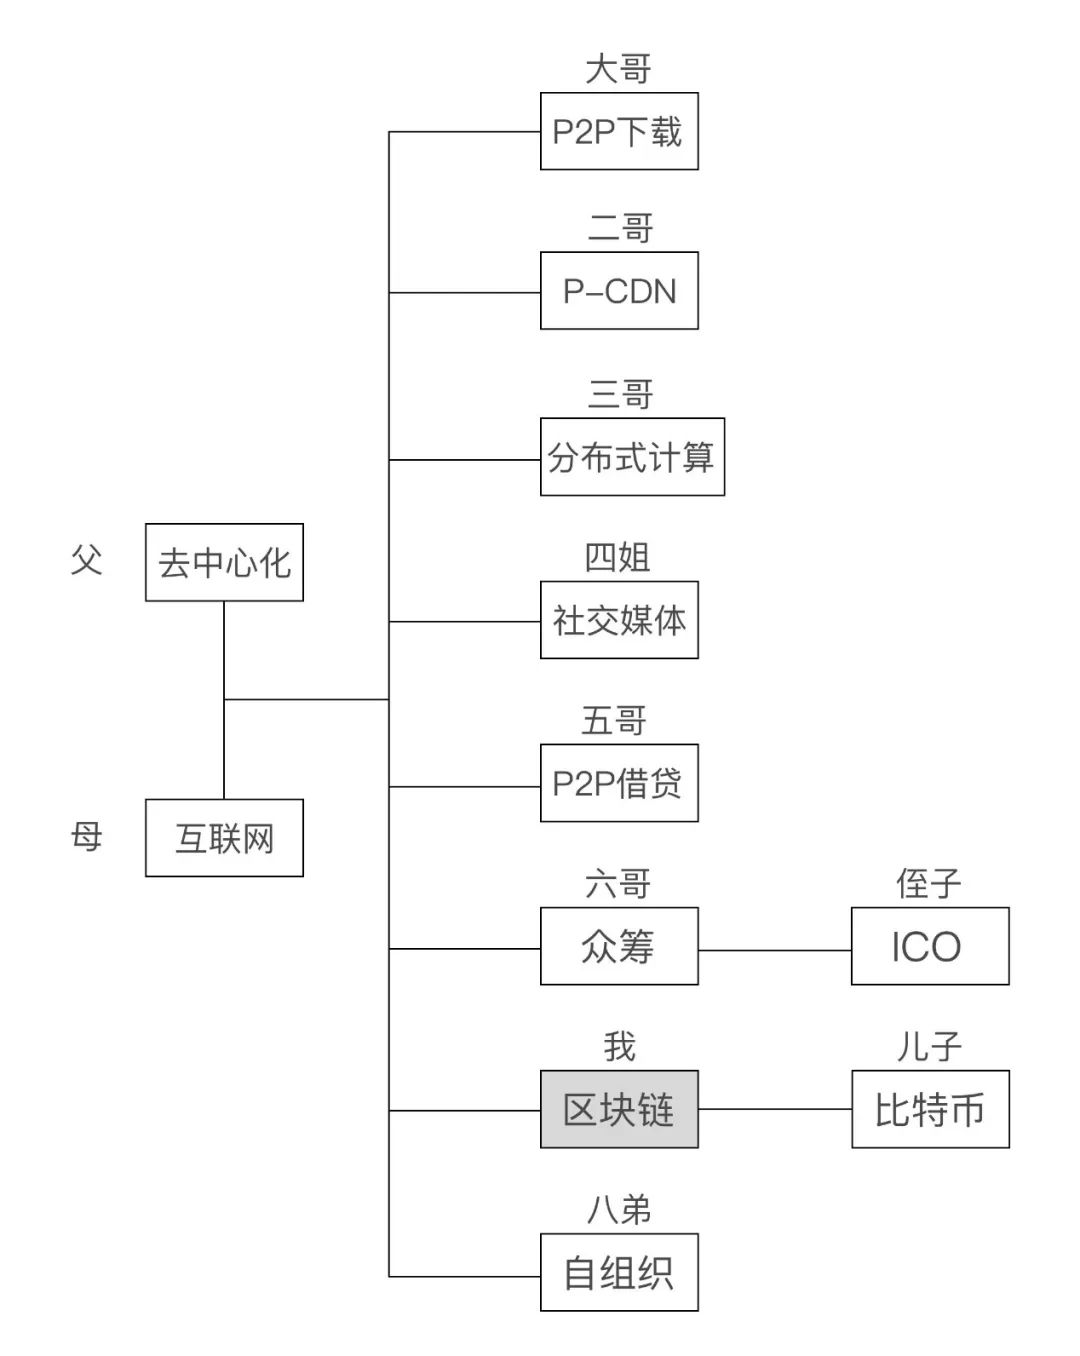 大哥
P2P下载
二哥
P-CDN
三哥
分布式计算
四姐
社交媒体
父
去中心化
五哥
P2P借贷
母
互联网
六哥
众筹
侄子
ICO
我
区块链
儿子
比特币
八弟
自组织